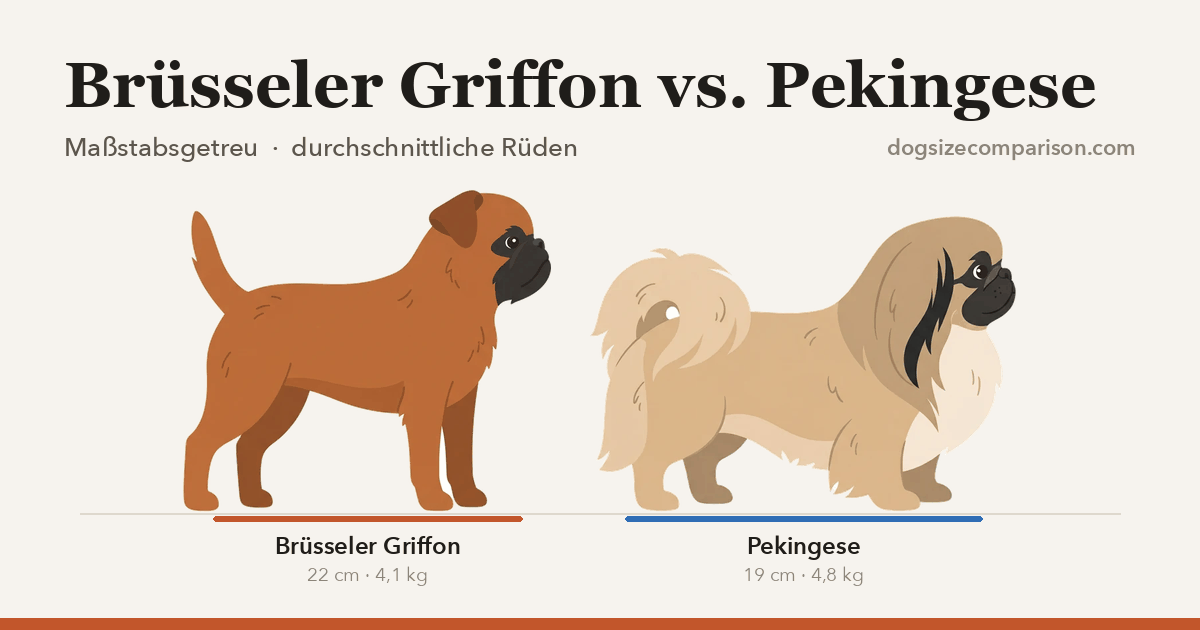 Brüsseler Griffon vs. Pekingese
Maßstabsgetreu · durchschnittliche Rüden
dogsizecomparison.com
Brüsseler Griffon
22 cm · 4,1 kg
Pekingese
19 cm · 4,8 kg